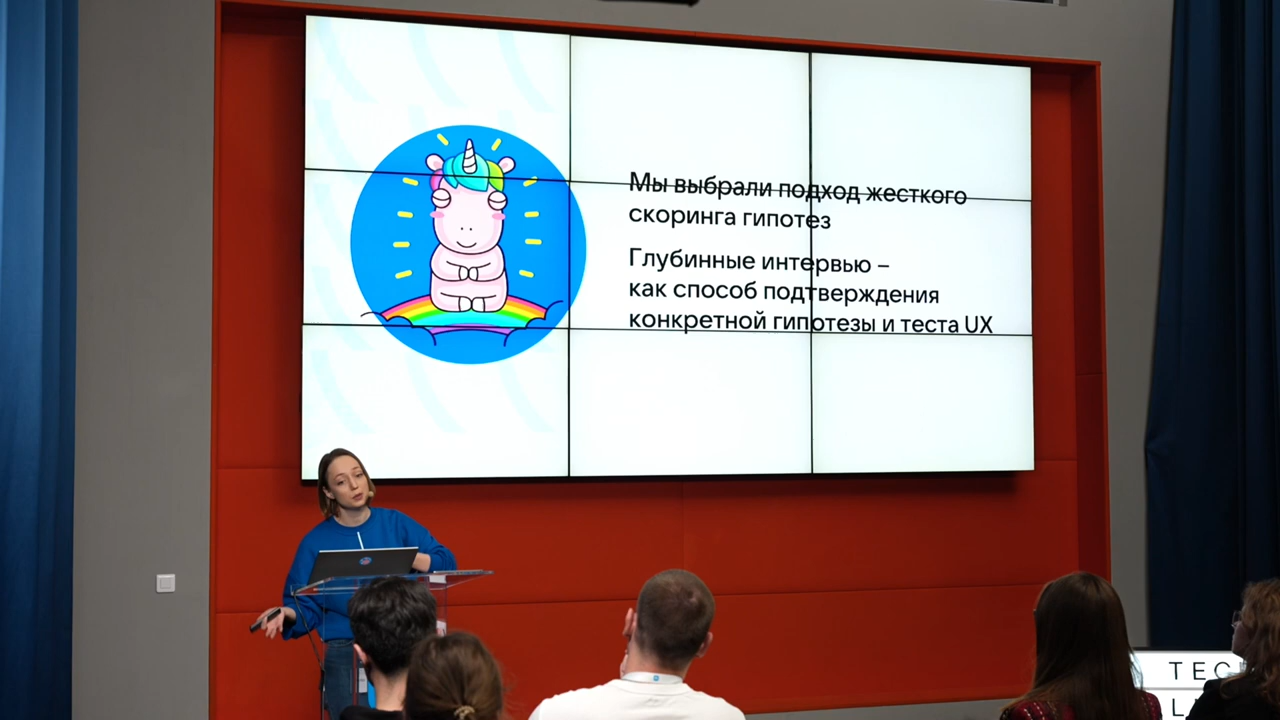 Мы выбрали подход жесткого
скоринга гипотез
Глубинные интервью –
как способ подтверждения
конкретной гипотезы и теста UX